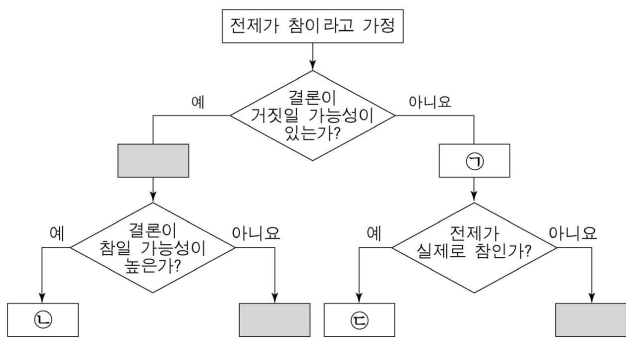 전제가 참이라고 가정
예
결론이
거짓일 가능성이
있는가?
아니요
㉠
예
결론이
참일 가능성이
높은가?
아니요
예
전제가
실제로 참인가?
아니요
㉡
㉢